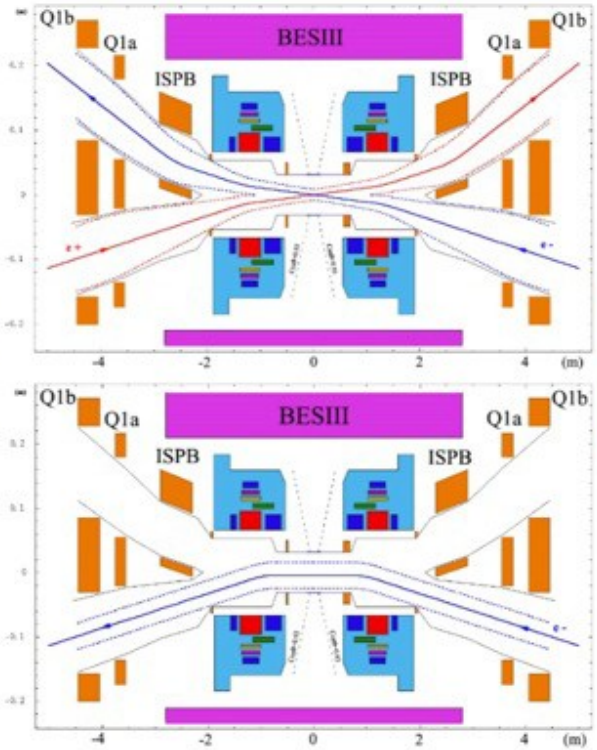 Q1b
Q1a
ISPB
BESIII
ISPB
Q1a
Q1b
0.2
0.1
0
-0.1
-0.2
e+
e-
-4
-2
0
2
4
(m)
Q1b
Q1a
ISPB
BESIII
ISPB
Q1a
Q1b
0.2
0.1
0
-0.1
-0.2
e-
-4
-2
0
2
4
(m)